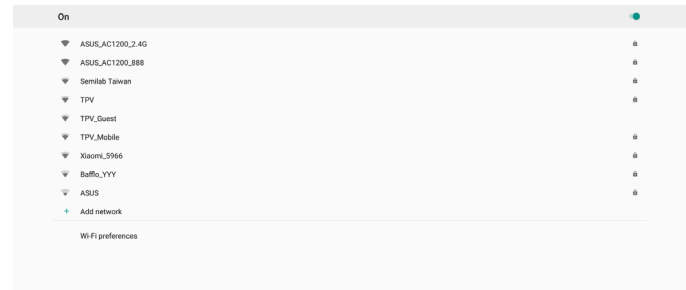 On
ASUS_AC1200_2.4G
ASUS_AC1200_888
Semilab Taiwan
TPV
TPV_Guest
TPV_Mobile
Xiaomi_5966
Bafflo_YYY
ASUS
+ Add network
Wi-Fi preferences